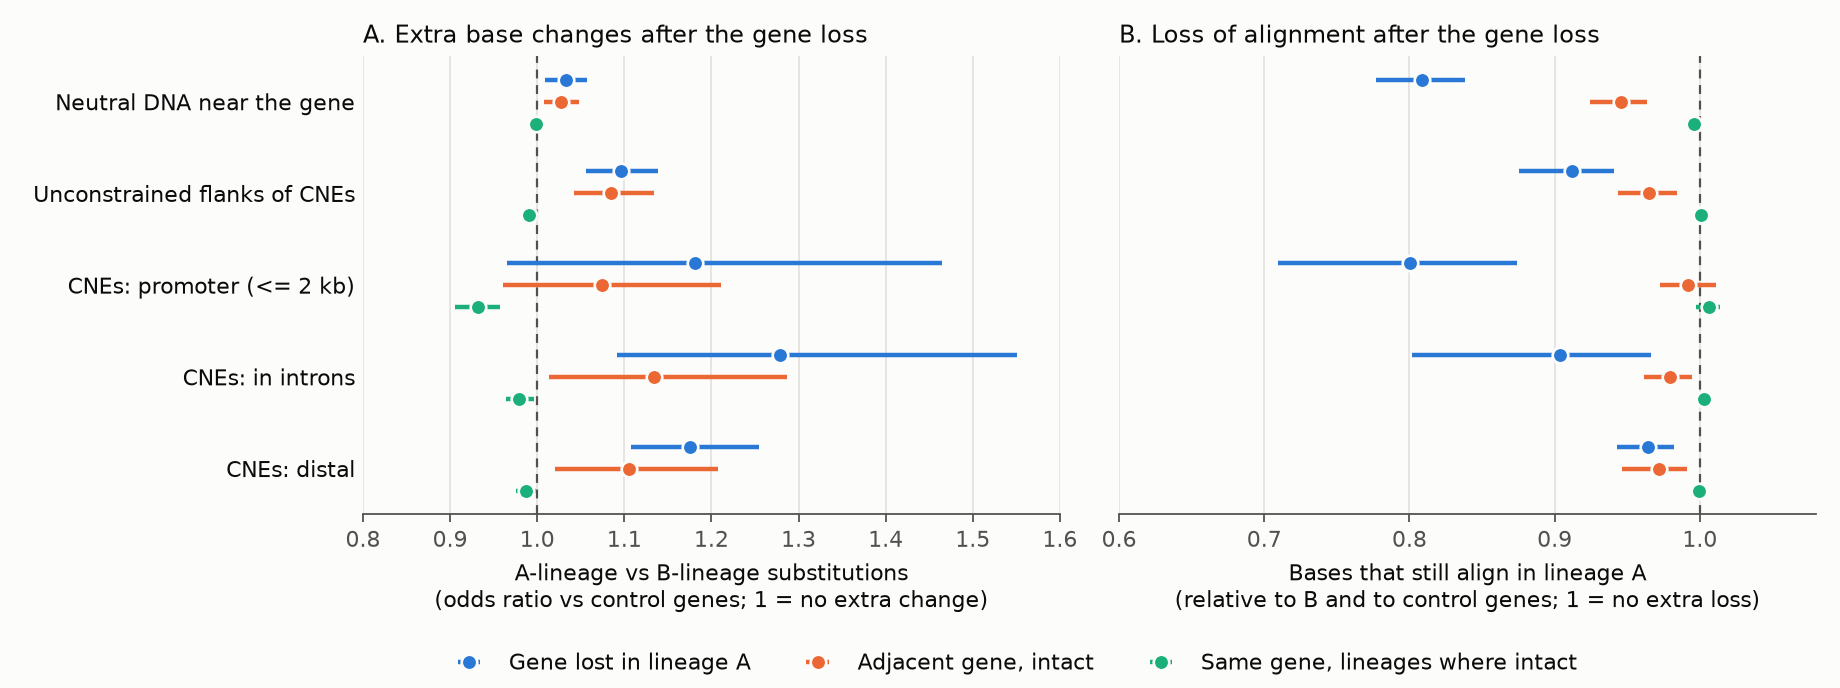 A. Extra base changes after the gene loss
B. Loss of alignment after the gene loss
Neutral DNA near the gene
Unconstrained flanks of CNEs
CNEs: promoter (<= 2 kb)
CNEs: in introns
CNEs: distal
0.8 0.9 1.0 1.1 1.2 1.3 1.4 1.5 1.6
0.6 0.7 0.8 0.9 1.0
A-lineage vs B-lineage substitutions
(odds ratio vs control genes; 1 = no extra change)
Bases that still align in lineage A
(relative to B and to control genes; 1 = no extra loss)
Gene lost in lineage A
Adjacent gene, intact
Same gene, lineages where intact